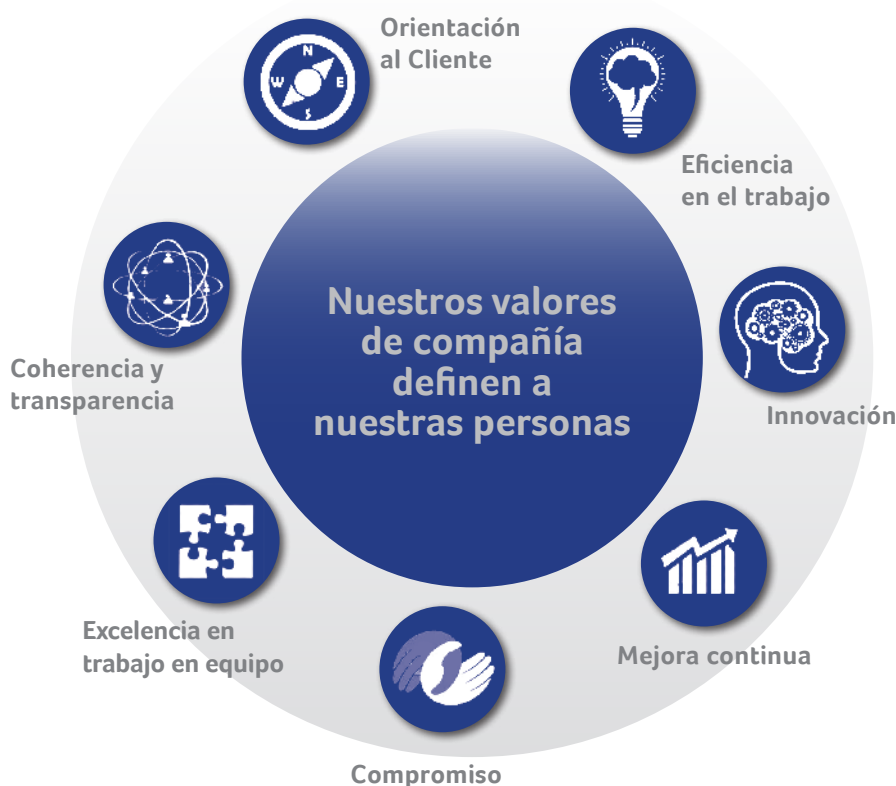 Orientación
al Cliente
Eficiencia
en el trabajo
Innovación
Mejora continua
Compromiso
Excelencia en
trabajo en equipo
Coherencia y
transparencia
Nuestros valores
de compañía
definen a
nuestras personas
N
W
E
S